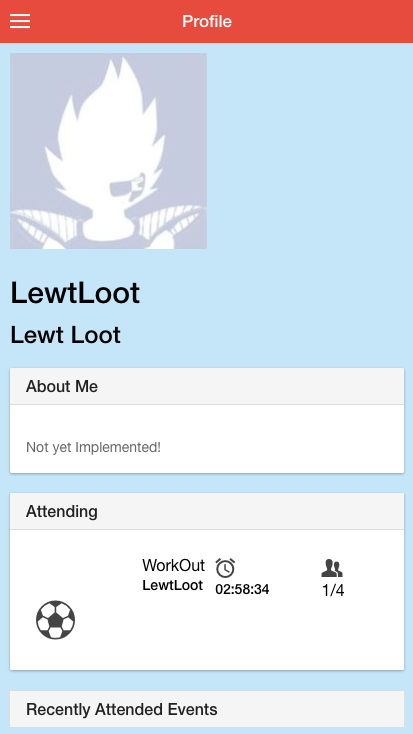 Profile
LewtLoot
Lewt Loot
About Me
Not yet Implemented!
Attending
WorkOut
LewtLoot
02:58:34
1/4
Recently Attended Events